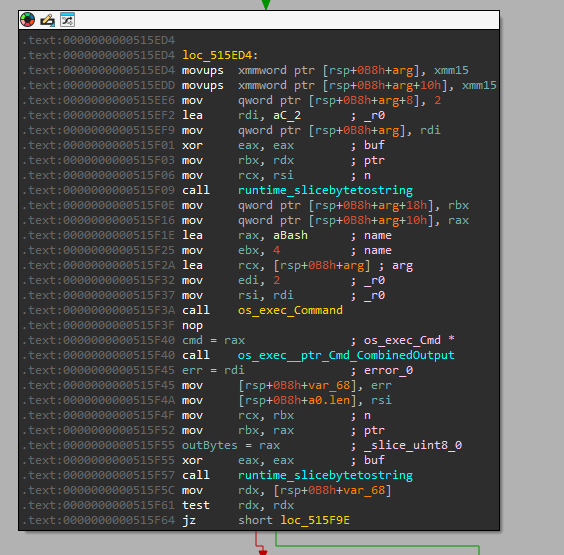 .text:0000000000515ED4
.text:0000000000515ED4 loc_515ED4:
.text:0000000000515ED4 movups xmmword ptr [rsp+0B8h+arg], xmm15
.text:0000000000515EDD movups xmmword ptr [rsp+0B8h+arg+10h], xmm15
.text:0000000000515EE6 mov qword ptr [rsp+0B8h+arg+8], 2
.text:0000000000515EF2 lea rdi, aC_2 ; _r0
.text:0000000000515EF9 mov qword ptr [rsp+0B8h+arg], rdi
.text:0000000000515F01 xor eax, eax ; buf
.text:0000000000515F03 mov rbx, rdx ; ptr
.text:0000000000515F06 mov rcx, rsi ; n
.text:0000000000515F09 call runtime_slicebytetostring
.text:0000000000515F0E mov qword ptr [rsp+0B8h+arg+18h], rbx
.text:0000000000515F16 mov qword ptr [rsp+0B8h+arg+10h], rax
.text:0000000000515F1E lea rax, aBash ; name
.text:0000000000515F25 mov ebx, 4 ; name
.text:0000000000515F2A lea rcx, [rsp+0B8h+arg] ; arg
.text:0000000000515F32 mov edi, 2 ; _r0
.text:0000000000515F37 mov rsi, rdi ; _r0
.text:0000000000515F3A call os_exec_Command
.text:0000000000515F3F nop
.text:0000000000515F40 cmd = rax ; os_exec_Cmd *
.text:0000000000515F40 call os_exec__ptr_Cmd_CombinedOutput
.text:0000000000515F45 err = rdi ; error_0
.text:0000000000515F45 mov [rsp+0B8h+var_68], err
.text:0000000000515F4A mov [rsp+0B8h+a0.len], rsi
.text:0000000000515F4F mov rcx, rbx ; n
.text:0000000000515F52 mov rbx, rax ; ptr
.text:0000000000515F55 outBytes = rax ; _slice_uint8_0
.text:0000000000515F55 xor eax, eax ; buf
.text:0000000000515F57 call runtime_slicebytetostring
.text:0000000000515F5C mov rdx, [rsp+0B8h+var_68]
.text:0000000000515F61 test rdx, rdx
.text:0000000000515F64 jz short loc_515F9E